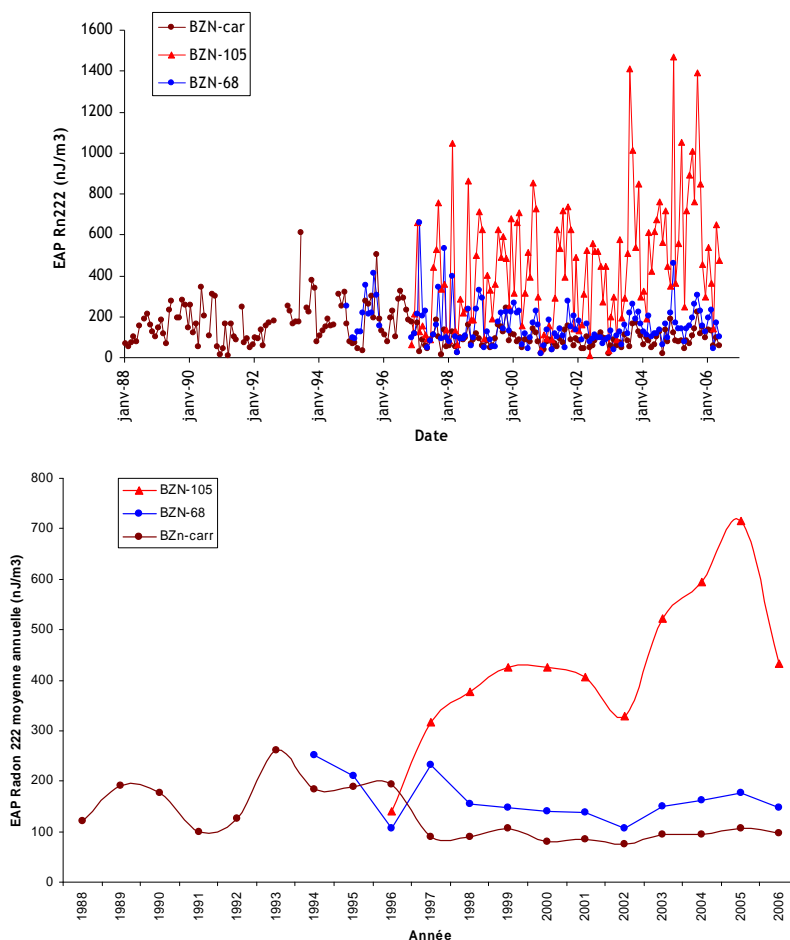 BZN-car
BZN-105
BZN-68
EAP Rn222 (nJ/m3)
1600
1400
1200
1000
800
600
400
200
0
janv-88
janv-90
janv-92
janv-94
janv-96
janv-98
janv-00
janv-02
janv-04
janv-06
Date
BZN-105
BZN-68
BZn-carr
EAP Radon 222 moyenne annuelle (nJ/m3)
800
700
600
500
400
300
200
100
0
1988
1989
1990
1991
1992
1993
1994
1995
1996
1997
1998
1999
2000
2001
2002
2003
2004
2005
2006
Année